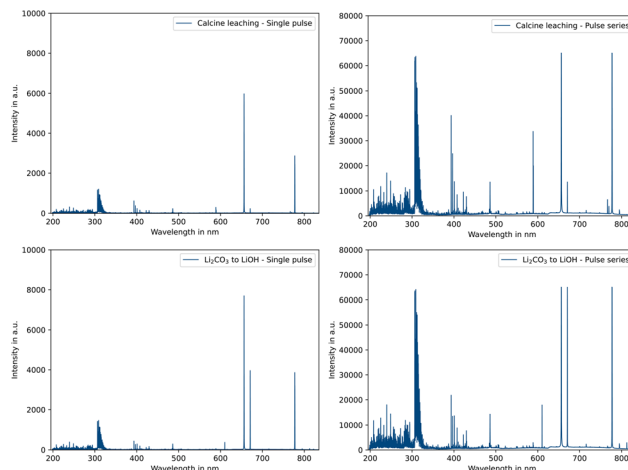 Calcine leaching - Single pulse
10000
8000
6000
4000
2000
0
Intensity in a.u.
200 300 400 500 600 700 800
Wavelength in nm
Calcine leaching - Pulse series
80000
70000
60000
50000
40000
30000
20000
10000
0
Intensity in a.u.
200 300 400 500 600 700 800
Wavelength in nm
Li₂CO₃ to LiOH - Single pulse
10000
8000
6000
4000
2000
0
Intensity in a.u.
200 300 400 500 600 700 800
Wavelength in nm
Li₂CO₃ to LiOH - Pulse series
80000
70000
60000
50000
40000
30000
20000
10000
0
Intensity in a.u.
200 300 400 500 600 700 800
Wavelength in nm